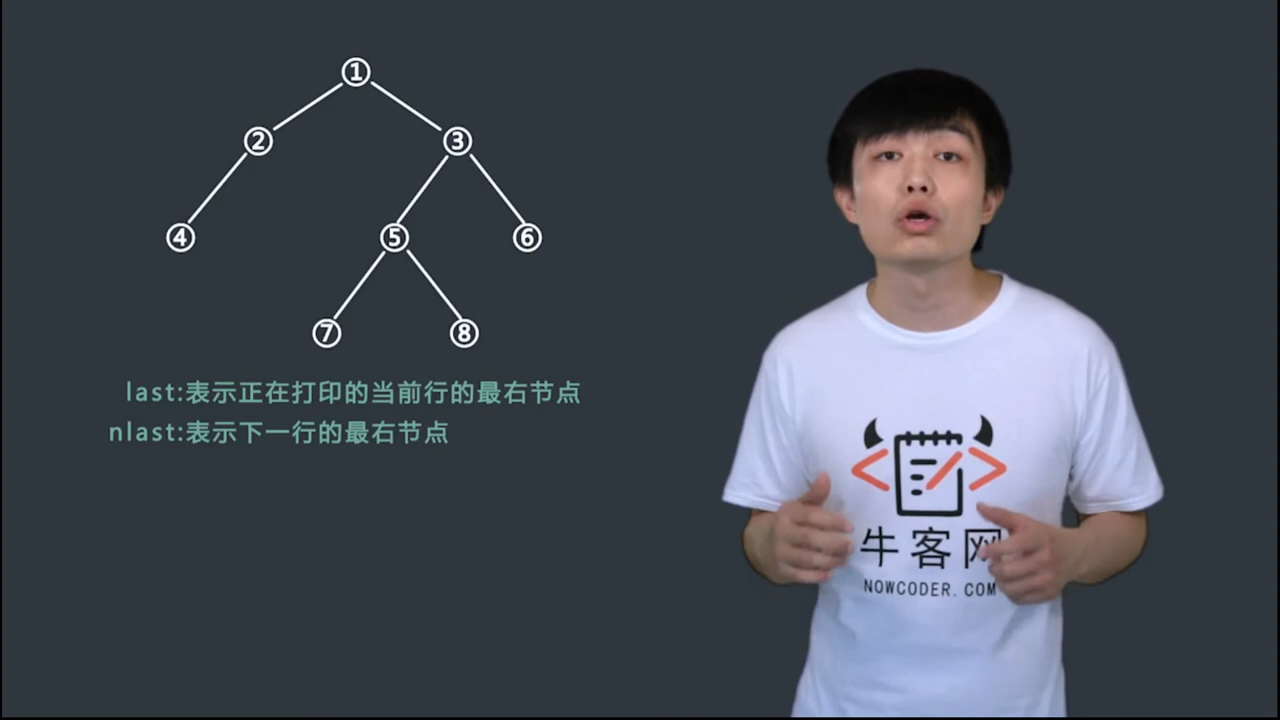 ①
② ③
④ ⑤ ⑥
⑦ ⑧
last:表示正在打印的当前行的最右节点
nlast:表示下一行的最右节点
牛客网
NOWCODER.COM